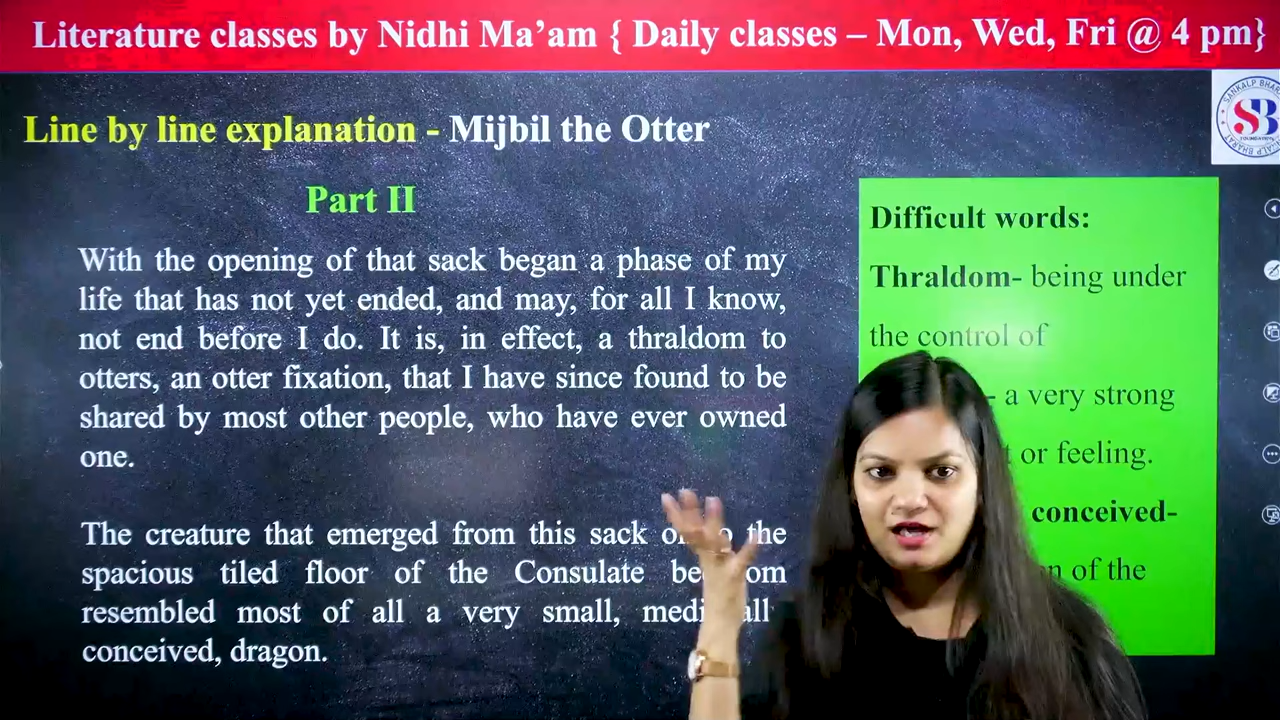 Literature classes by Nidhi Ma’am { Daily classes – Mon, Wed, Fri @ 4 pm}
SANKALP BHARAT
SB
Line by line explanation - Mijbil the Otter
Part II
With the opening of that sack began a phase of my
life that has not yet ended, and may, for all I know,
not end before I do. It is, in effect, a thraldom to
otters, an otter fixation, that I have since found to be
shared by most other people, who have ever owned
one.
The creature that emerged from this sack the
spacious tiled floor of the Consulate
resembled most of all a very small,
conceived, dragon.
Difficult words:
Thraldom- being under
the control of
- a very strong
or feeling.
conceived-
of the